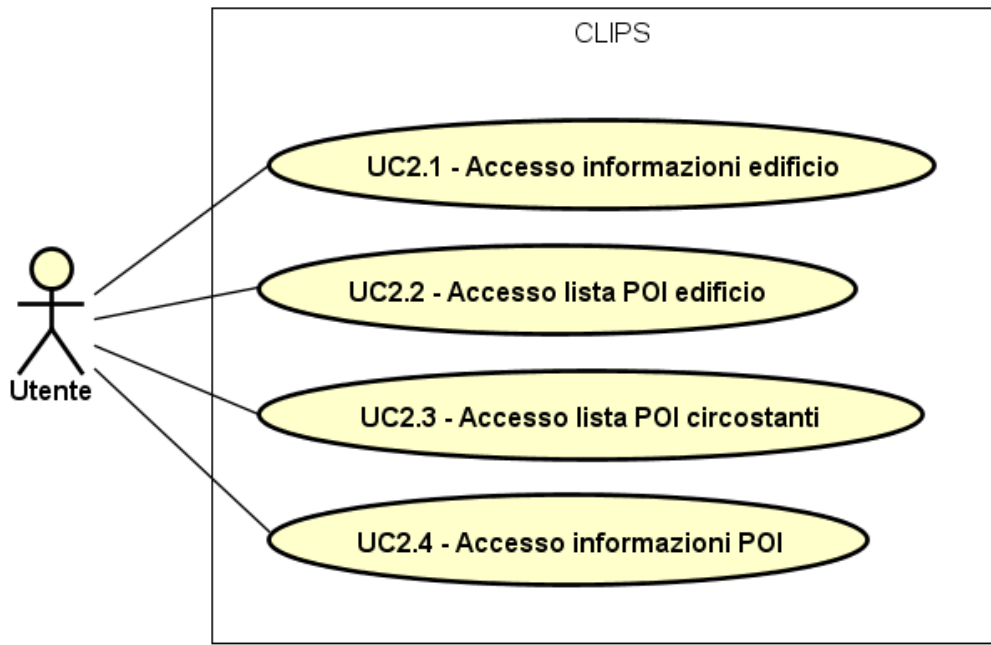 CLIPS
UC2.1 - Accesso informazioni edificio
UC2.2 - Accesso lista POI edificio
Utente
UC2.3 - Accesso lista POI circostanti
UC2.4 - Accesso informazioni POI